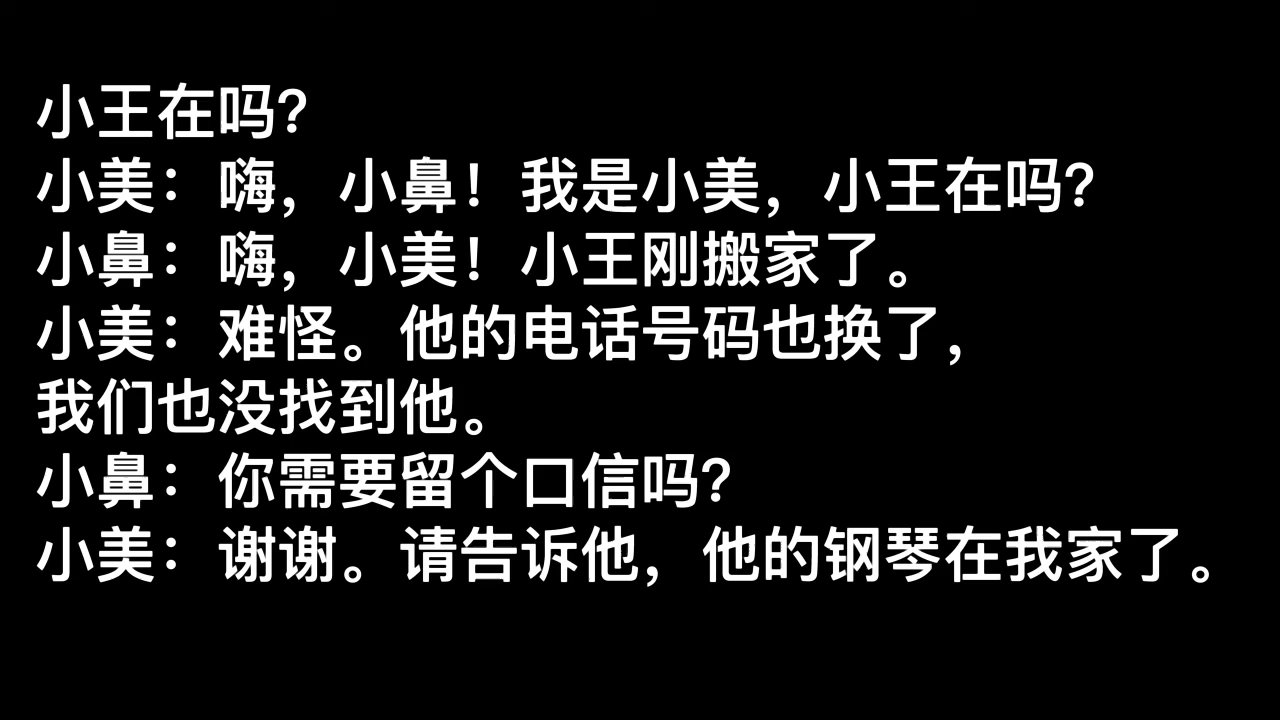 小王在吗？
小美：嗨，小鼻！我是小美，小王在吗？
小鼻：嗨，小美！小王刚搬家了。
小美：难怪。他的电话号码也换了，
我们也没找到他。
小鼻：你需要留个口信吗？
小美：谢谢。请告诉他，他的钢琴在我家了。